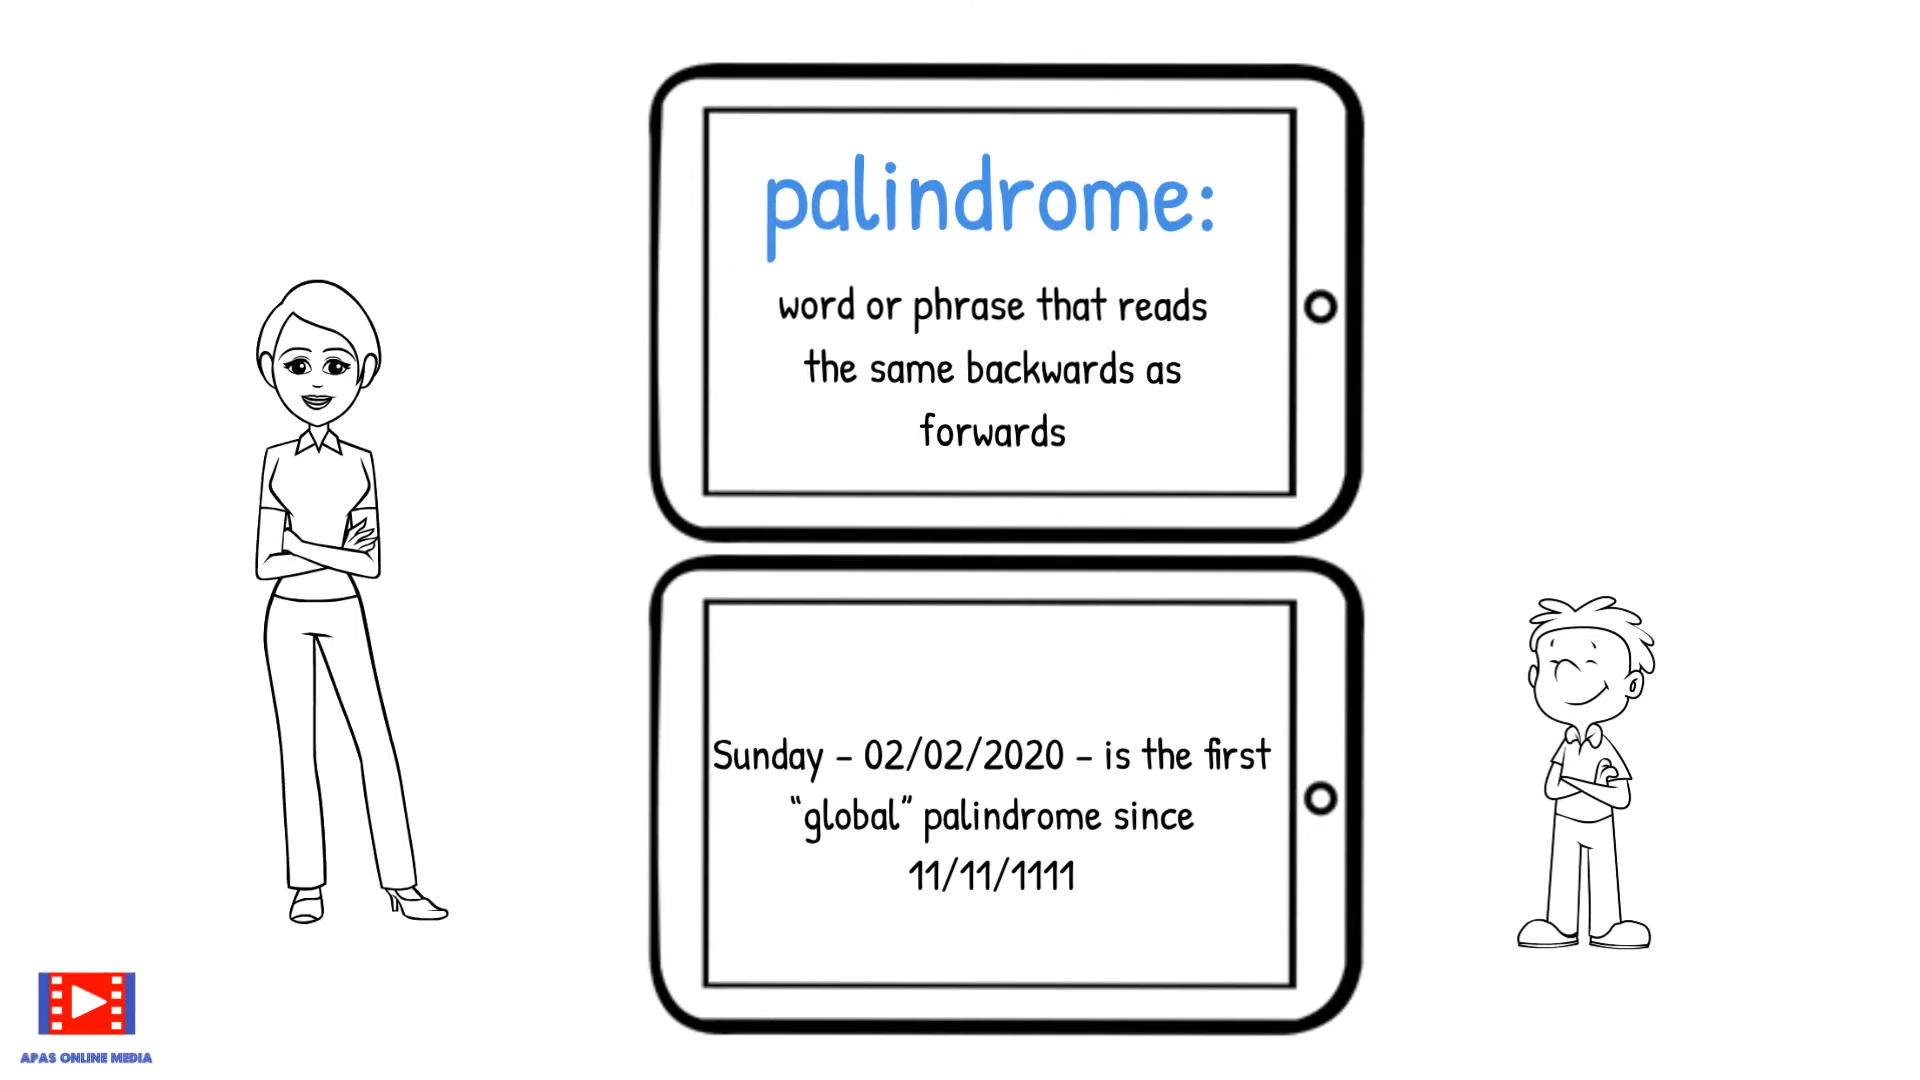 palindrome:
word or phrase that reads
the same backwards as
forwards
Sunday - 02/02/2020 - is the first
“global” palindrome since
11/11/1111
APAS ONLINE MEDIA